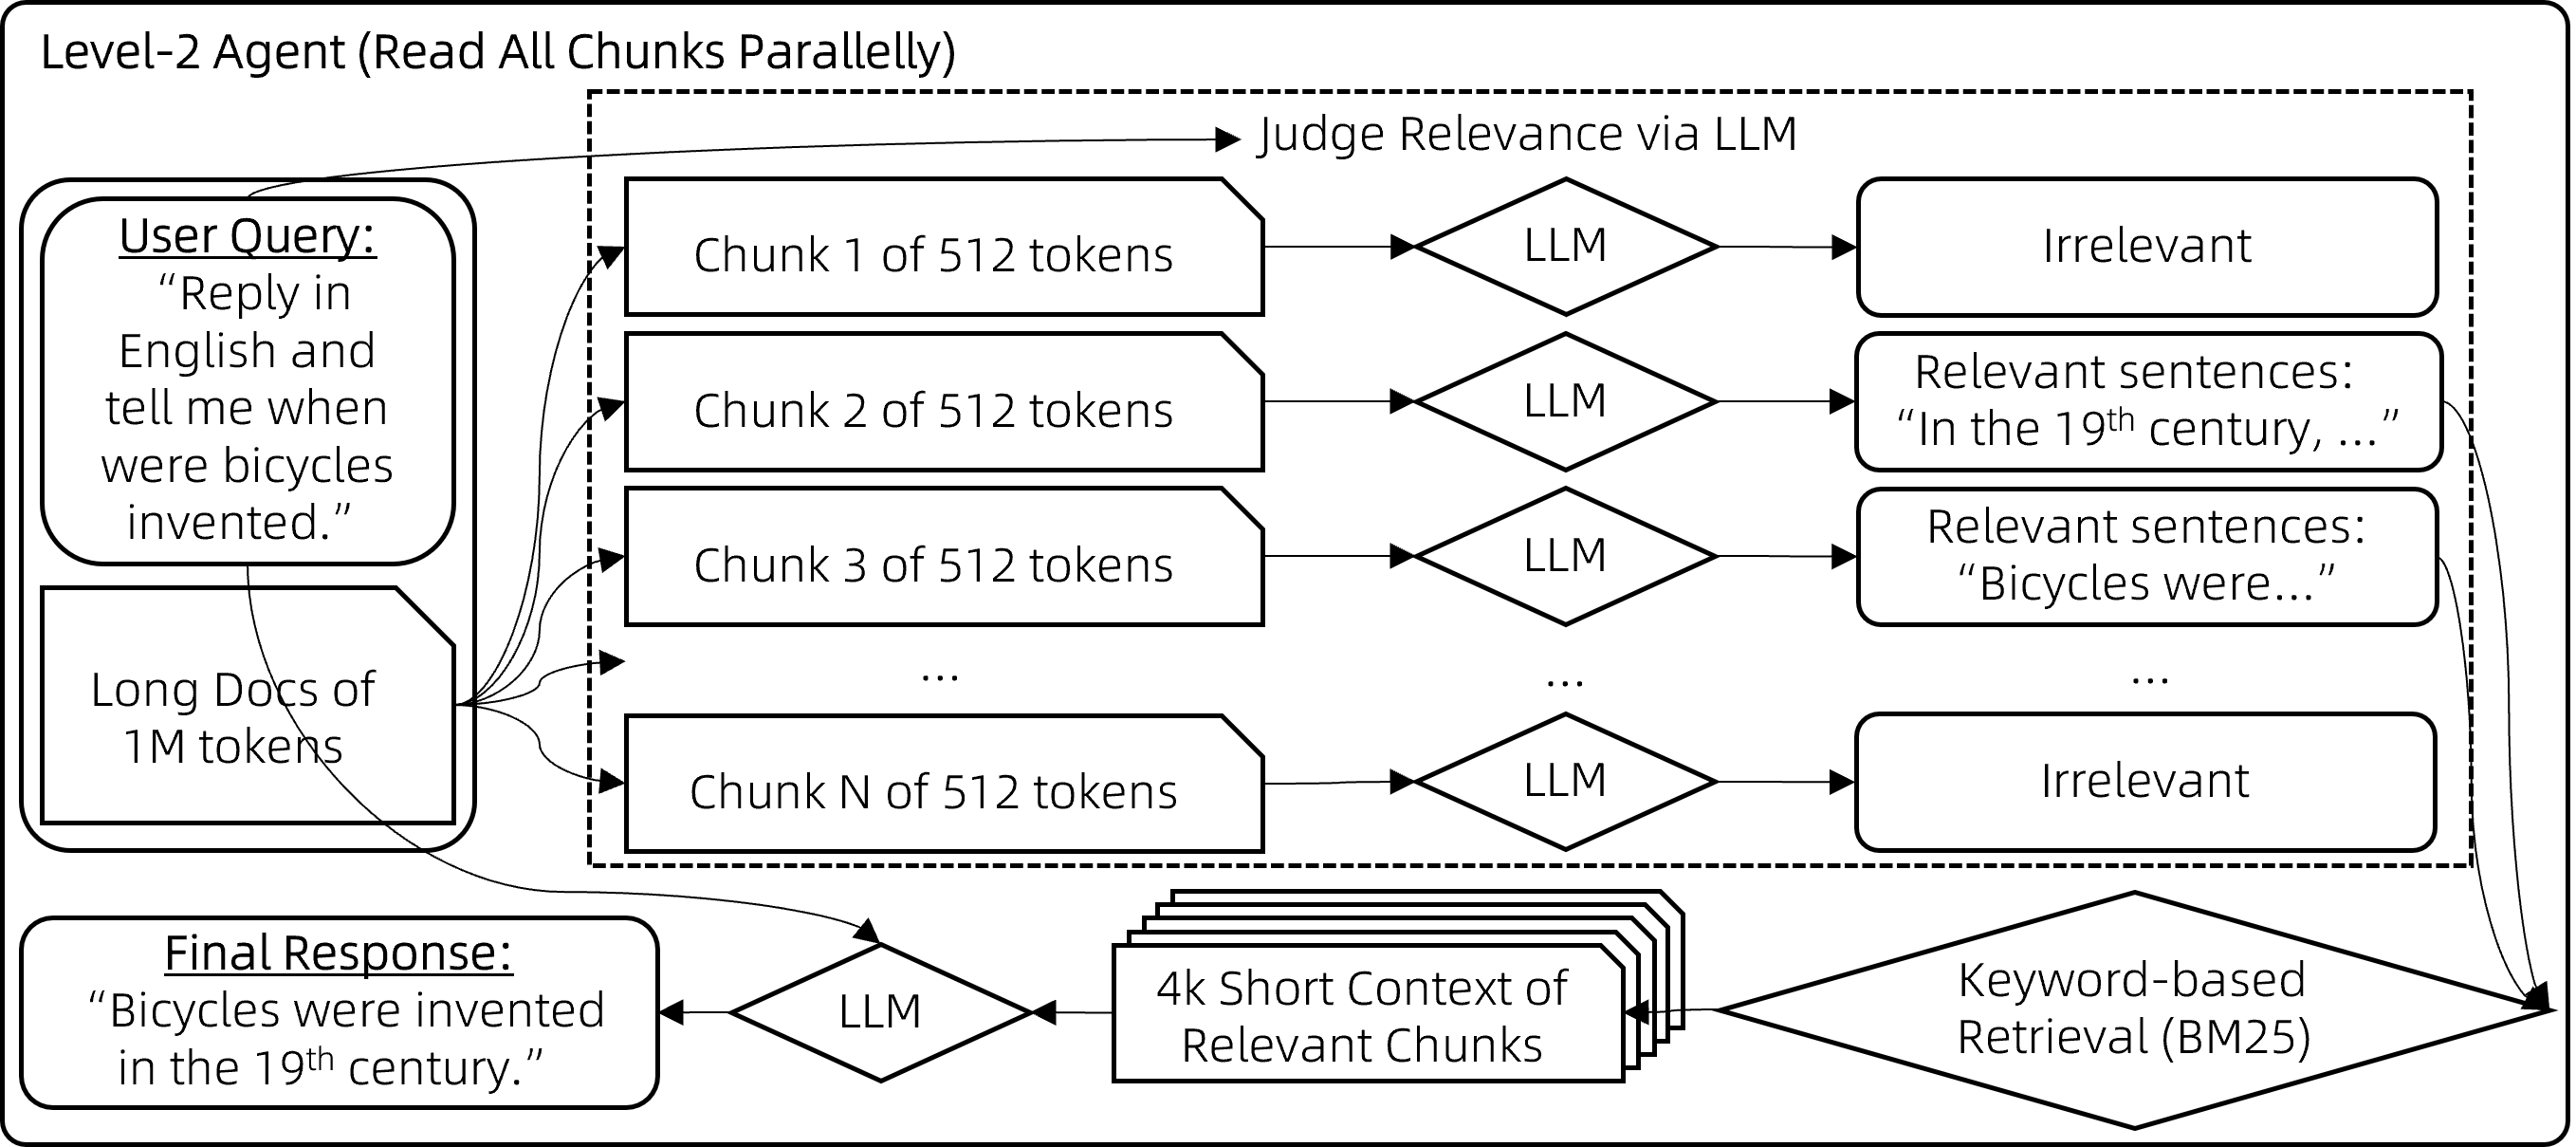 Level-2 Agent (Read All Chunks Parallelly)
Judge Relevance via LLM
User Query:
“Reply in
English and
tell me when
were bicycles
invented.”
Long Docs of
1M tokens
Chunk 1 of 512 tokens
LLM
Irrelevant
Chunk 2 of 512 tokens
LLM
Relevant sentences:
“In the 19th century, ...”
Chunk 3 of 512 tokens
LLM
Relevant sentences:
“Bicycles were...”
...
...
...
Chunk N of 512 tokens
LLM
Irrelevant
Keyword-based
Retrieval (BM25)
4k Short Context of
Relevant Chunks
LLM
Final Response:
“Bicycles were invented
in the 19th century.”